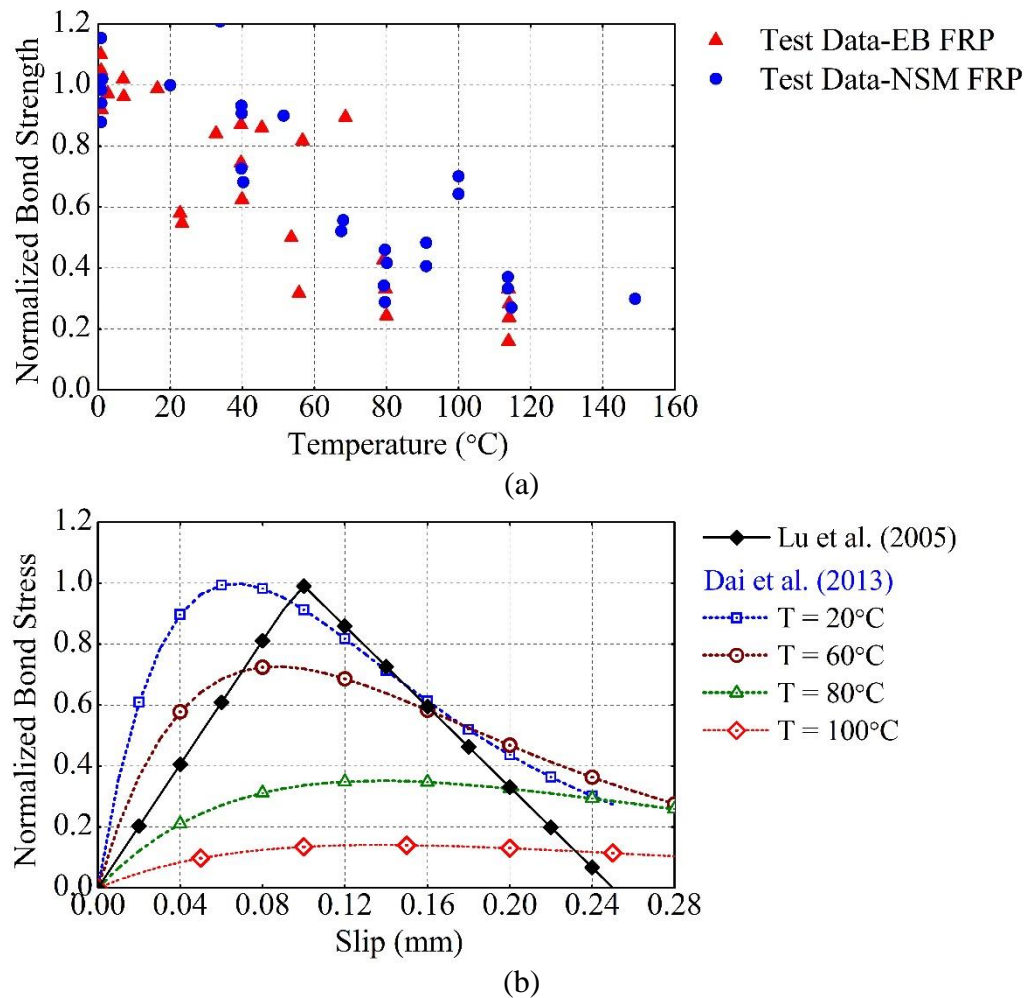 1.2
1.0
0.8
0.6
0.4
0.2
0.0
Normalized Bond Strength
0 20 40 60 80 100 120 140 160
Temperature (°C)
Test Data-EB FRP
Test Data-NSM FRP
(a)
1.2
1.0
0.8
0.6
0.4
0.2
0.0
Normalized Bond Stress
0.00 0.04 0.08 0.12 0.16 0.20 0.24 0.28
Slip (mm)
Lu et al. (2005)
Dai et al. (2013)
T = 20°C
T = 60°C
T = 80°C
T = 100°C
(b)